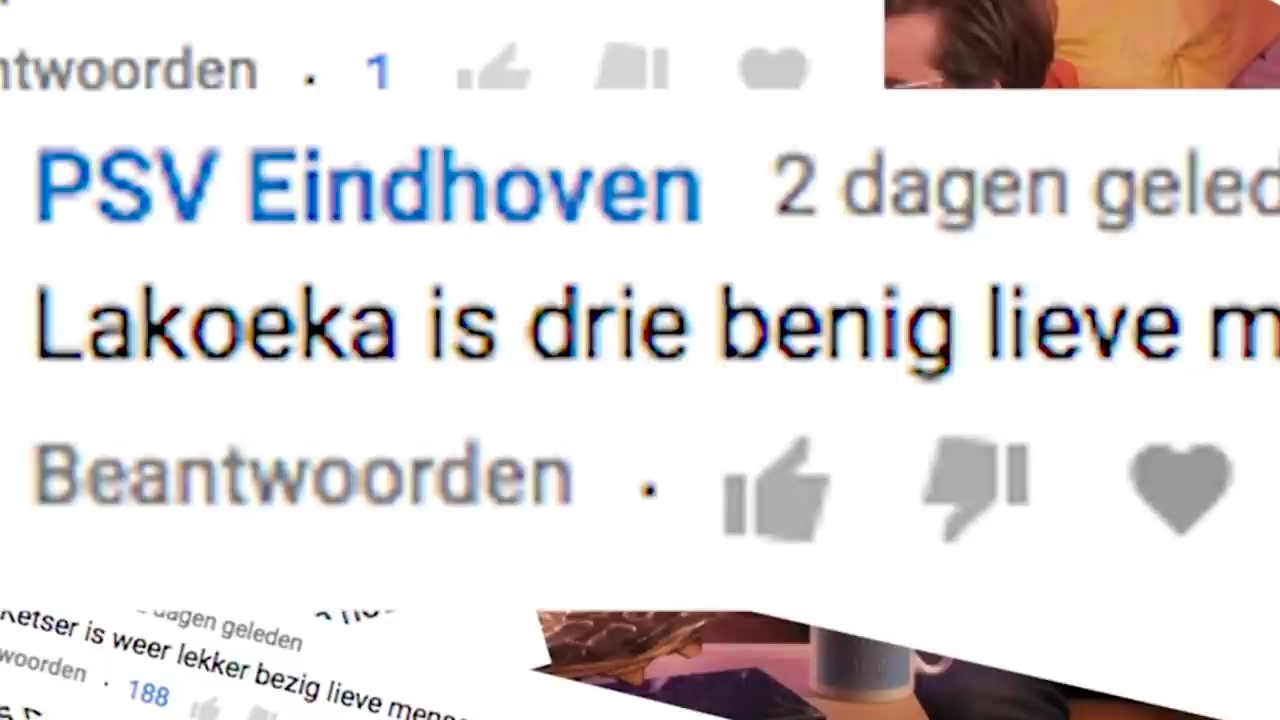 ntwoorden · 1
PSV Eindhoven 2 dagen geled
Lakoeka is drie benig lieve m
Beantwoorden ·
dagen geleden
Ketser is weer lekker bezig lieve mens
woorden · 188